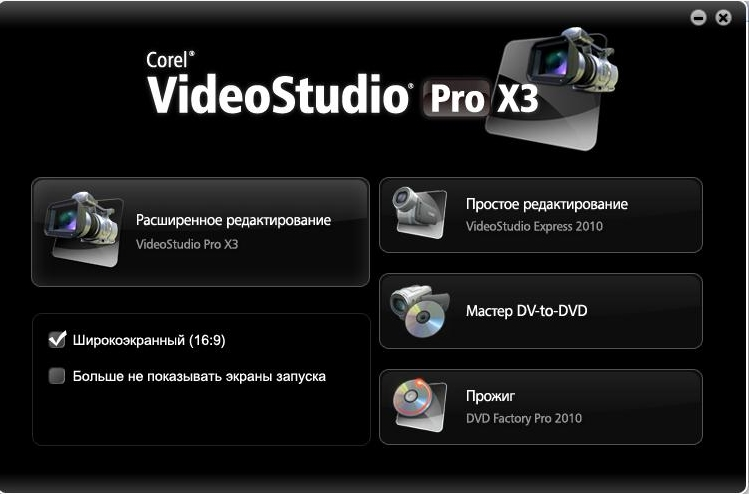 Corel®
VideoStudio® Pro X3
Расширенное редактирование
VideoStudio Pro X3
Широкоэкранный (16:9)
Больше не показывать экраны запуска
Простое редактирование
VideoStudio Express 2010
Мастер DV-to-DVD
Прожиг
DVD Factory Pro 2010